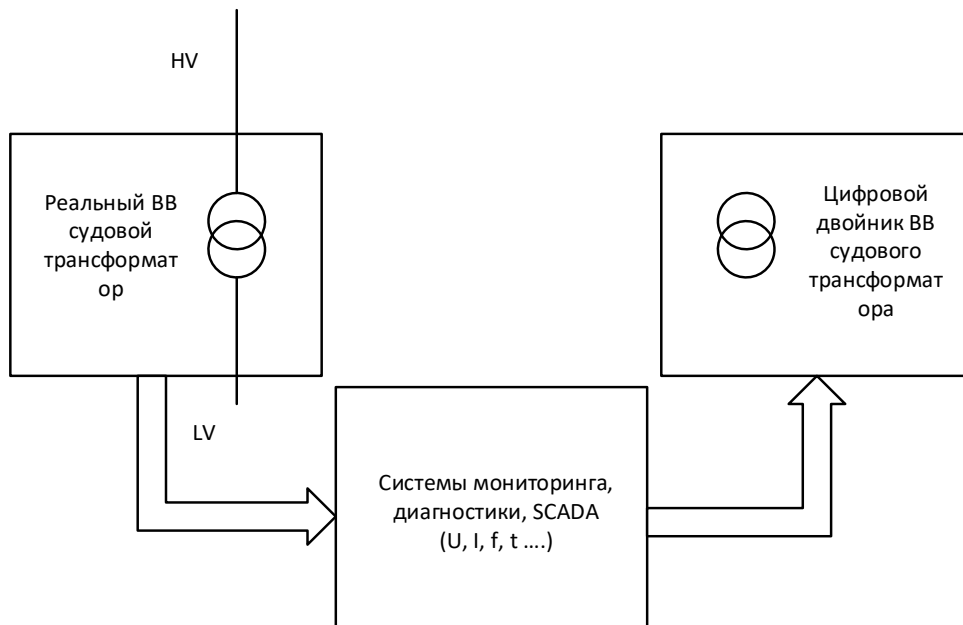 HV
Реальный ВВ
судовой
трансформат
ор
LV
Системы мониторинга,
диагностики, SCADA
(U, I, f, t ....)
Цифровой
двойник ВВ
судового
трансформат
ора